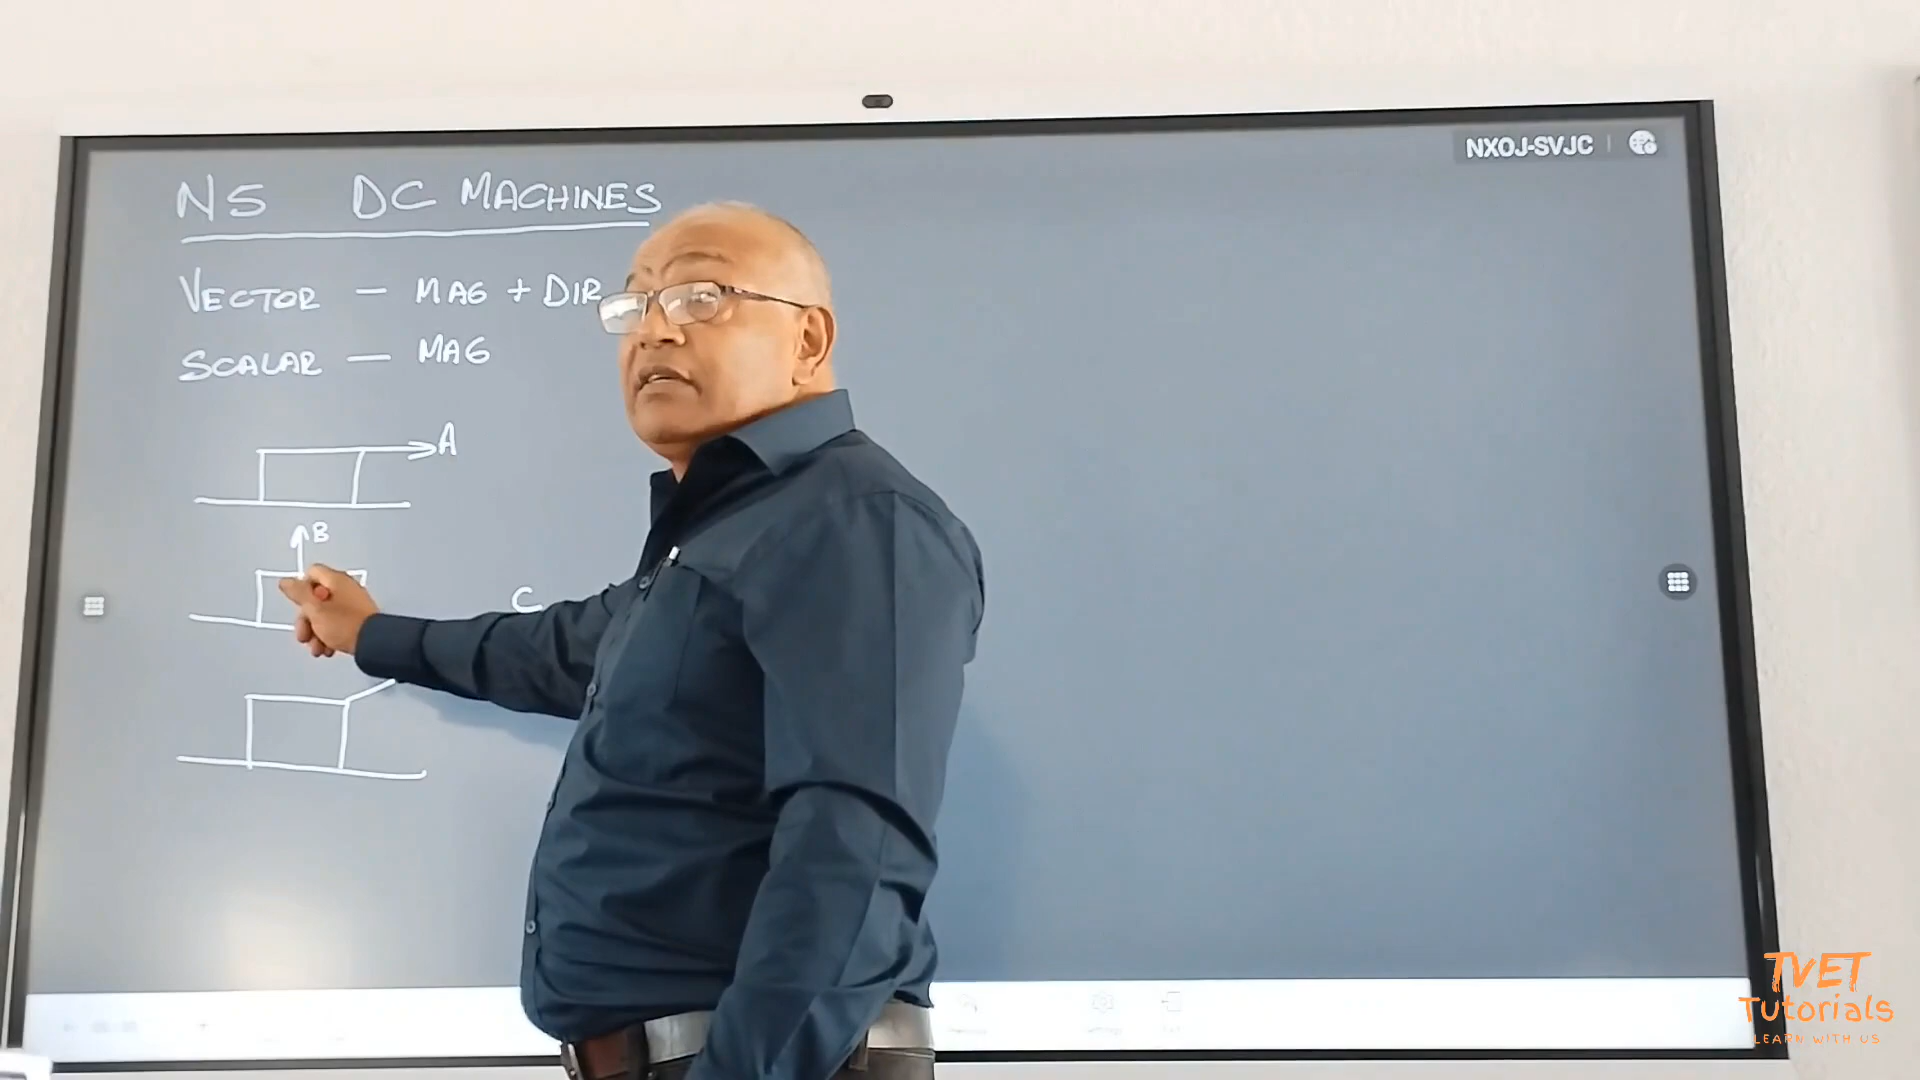 NXOJ-SVJC
N5 DC MACHINES
VECTOR — MAG + DIR
SCALAR — MAG
A
B
C
TVET
Tutorials
LEARN WITH US